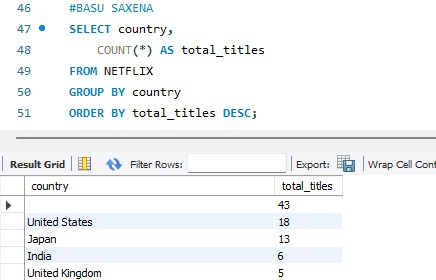 46 #BASU SAXENA
47 SELECT country,
48 COUNT(*) AS total_titles
49 FROM NETFLIX
50 GROUP BY country
51 ORDER BY total_titles DESC;
Result Grid Filter Rows: Export: Wrap Cell Cont
country total_titles
43
United States 18
Japan 13
India 6
United Kingdom 5